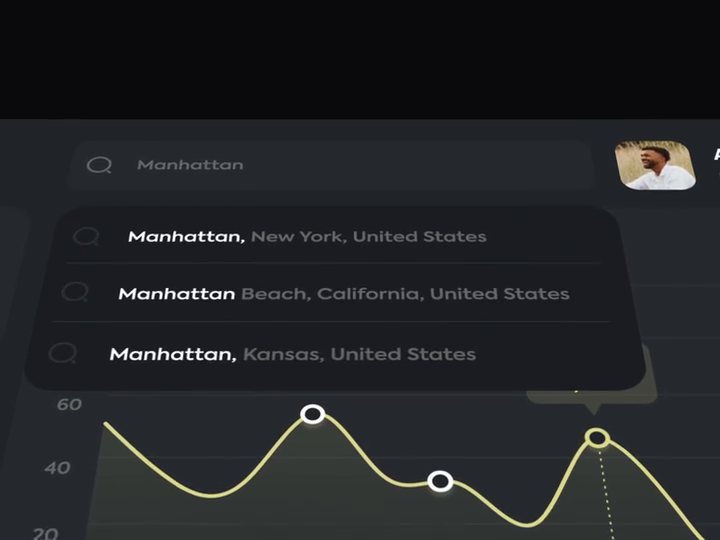 Manhattan
Manhattan, New York, United States
Manhattan Beach, California, United States
Manhattan, Kansas, United States
60
40
20